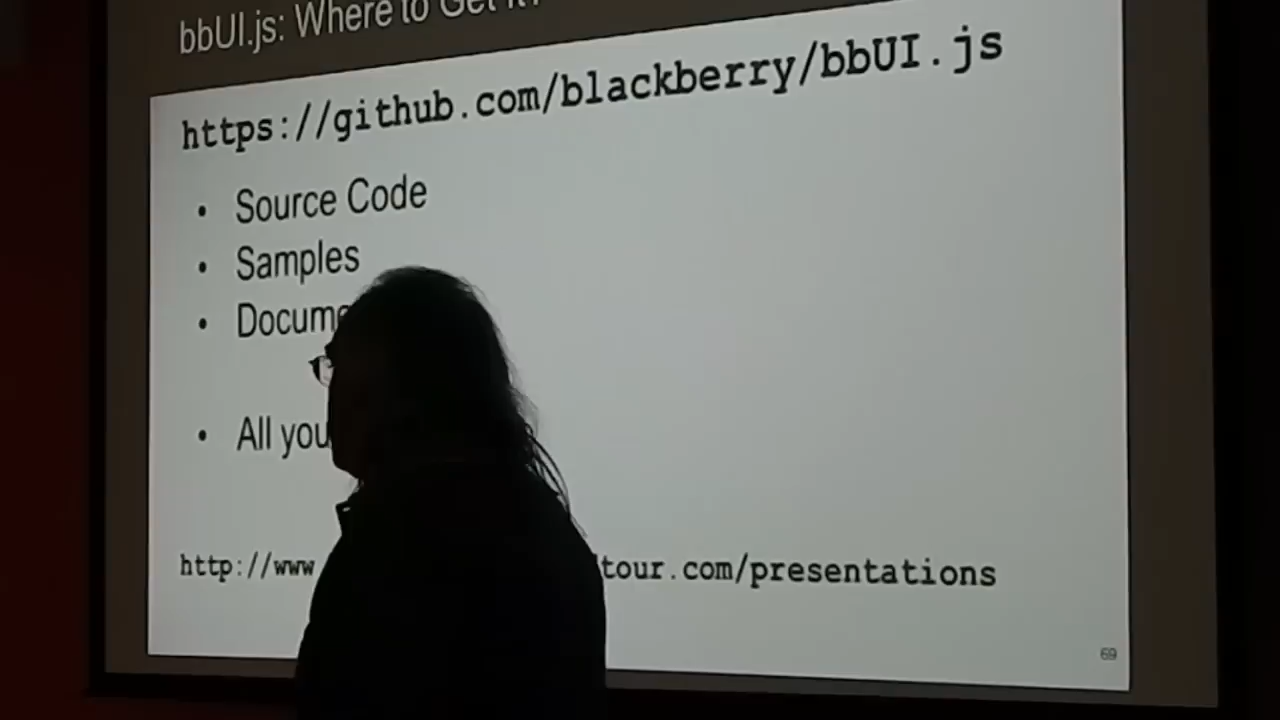 bbUI.js: Where to Get It?
https://github.com/blackberry/bbUI.js
• Source Code
• Samples
• Docume
• All you
http://www tour.com/presentations
69